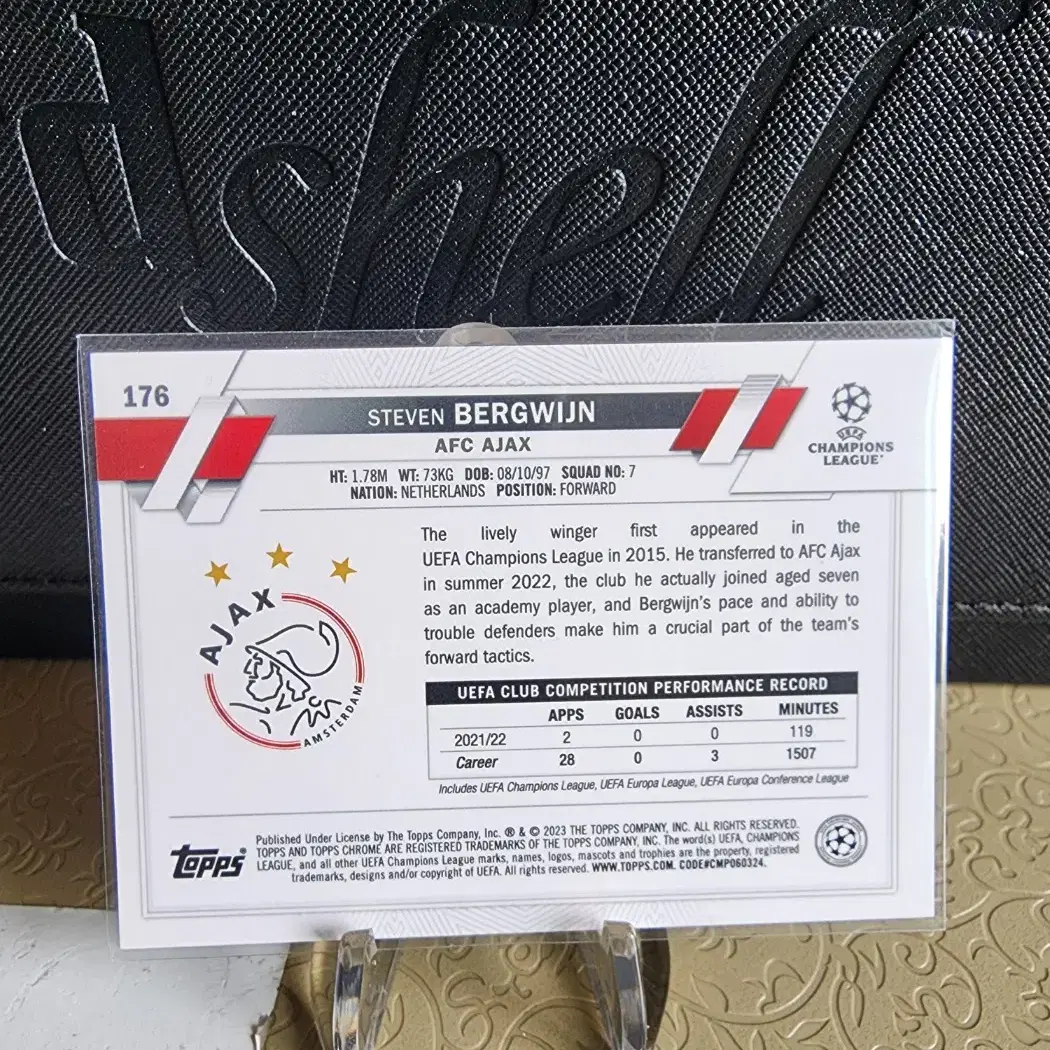 dshell
176
STEVEN BERGWIJN
AFC AJAX
HT: 1.78M WT: 73KG DOB: 08/10/97 SQUAD NO: 7
NATION: NETHERLANDS POSITION: FORWARD
UEFA
CHAMPIONS
LEAGUE®
AJAX
AMSTERDAM
The lively winger first appeared in the
UEFA Champions League in 2015. He transferred to AFC Ajax
in summer 2022, the club he actually joined aged seven
as an academy player, and Bergwijn's pace and ability to
trouble defenders make him a crucial part of the team's
forward tactics.
UEFA CLUB COMPETITION PERFORMANCE RECORD
APPS GOALS ASSISTS MINUTES
2021/22 2 0 0 119
Career 28 0 3 1507
Includes UEFA Champions League, UEFA Europa League, UEFA Europa Conference League
topps®
Published Under License by The Topps Company, Inc. ® & © 2023 THE TOPPS COMPANY, INC. ALL RIGHTS RESERVED.
TOPPS AND TOPPS CHROME ARE REGISTERED TRADEMARKS OF THE TOPPS COMPANY, INC. The word(s) UEFA, CHAMPIONS
LEAGUE, and all other UEFA Champions League marks, names, logos, mascots and trophies are the property, registered
trademarks, designs and/or copyright of UEFA. All rights reserved. WWW.TOPPS.COM. CODE#CMP060324.